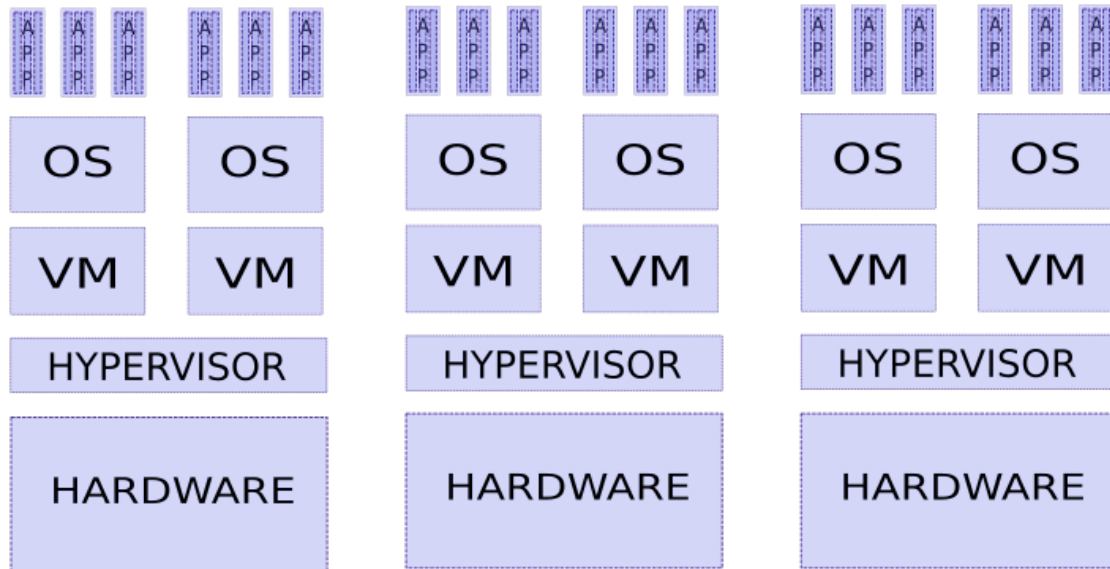 APP APP APP APP APP APP APP APP APP APP APP APP APP APP APP APP APP APP
OS OS OS OS OS OS
VM VM VM VM VM VM
HYPERVISOR HYPERVISOR HYPERVISOR
HARDWARE HARDWARE HARDWARE